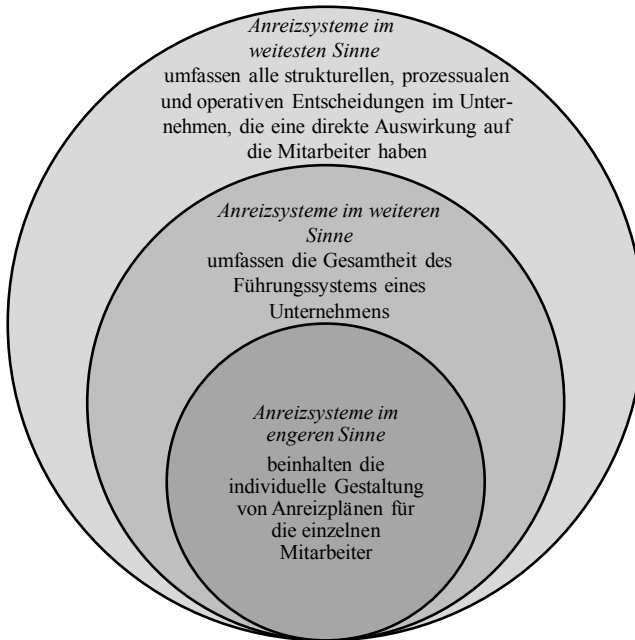 Anreizsysteme im
weitesten Sinne
umfassen alle strukturellen, prozessualen
und operativen Entscheidungen im Unter-
nehmen, die eine direkte Auswirkung auf
die Mitarbeiter haben
Anreizsysteme im weiteren
Sinne
umfassen die Gesamtheit des
Führungssystems eines
Unternehmens
Anreizsysteme im
engeren Sinne
beinhalten die
individuelle Gestaltung
von Anreizplänen für
die einzelnen
Mitarbeiter